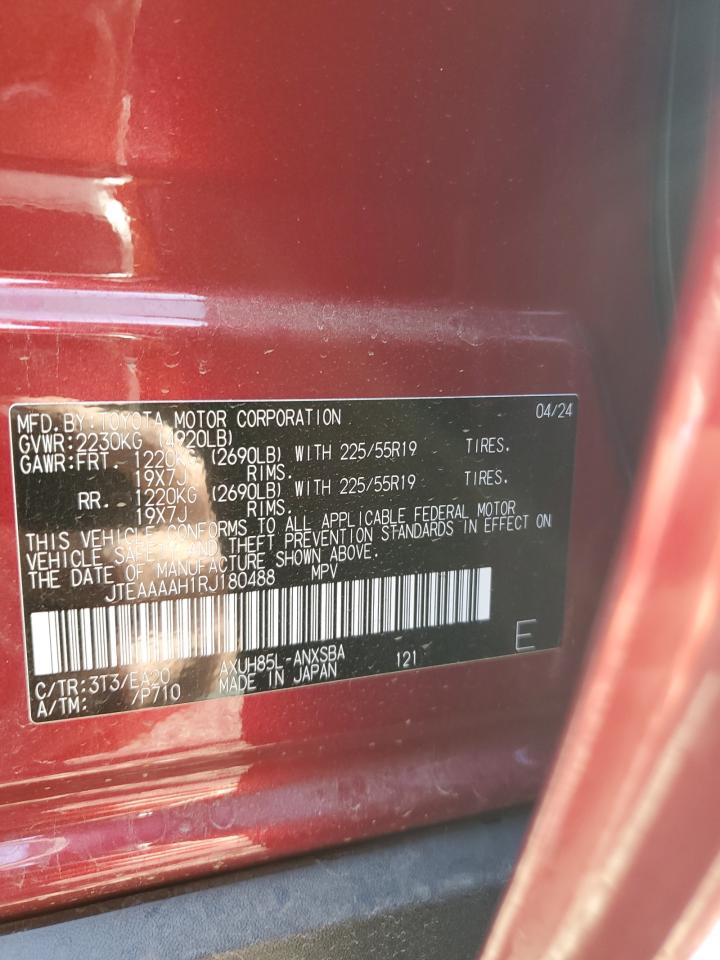 MFD.BY:TOYOTA MOTOR CORPORATION 04/24
GVWR:2230KG (4920LB)
GAWR:FRT. 1220KG (2690LB) WITH 225/55R19 TIRES.
19X7J RIMS.
RR. 1220KG (2690LB) WITH 225/55R19 TIRES.
19X7J RIMS.
THIS VEHICLE CONFORMS TO ALL APPLICABLE FEDERAL MOTOR
VEHICLE SAFETY AND THEFT PREVENTION STANDARDS IN EFFECT ON
THE DATE OF MANUFACTURE SHOWN ABOVE.
JTEAAAAH1RJ180488 MPV
C/TR:3T3/EA20 AXUH85L-ANXSBA 121 E
A/TM: /P710 MADE IN JAPAN